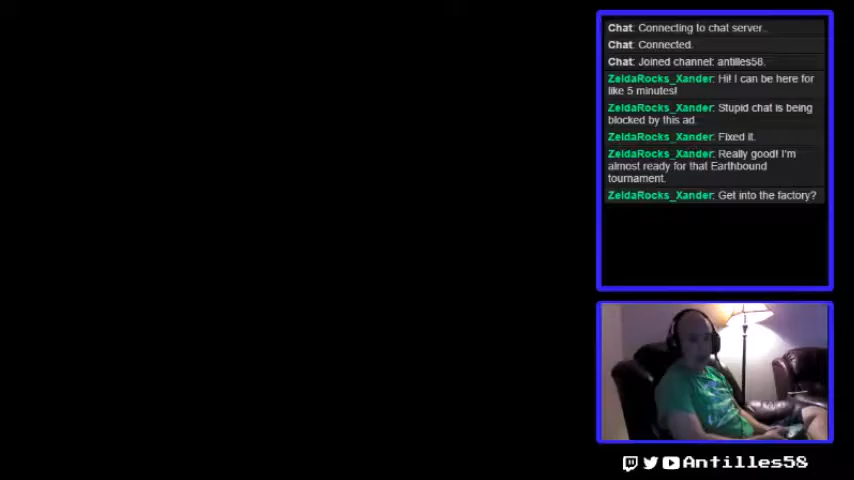 Chat: Connecting to chat server..
Chat: Connected.
Chat: Joined channel: antilles58.
ZeldaRocks_Xander: Hi! I can be here for
like 5 minutes!
ZeldaRocks_Xander: Stupid chat is being
blocked by this ad.
ZeldaRocks_Xander: Fixed it.
ZeldaRocks_Xander: Really good! I'm
almost ready for that Earthbound
tournament.
ZeldaRocks_Xander: Get into the factory?
Antilles58